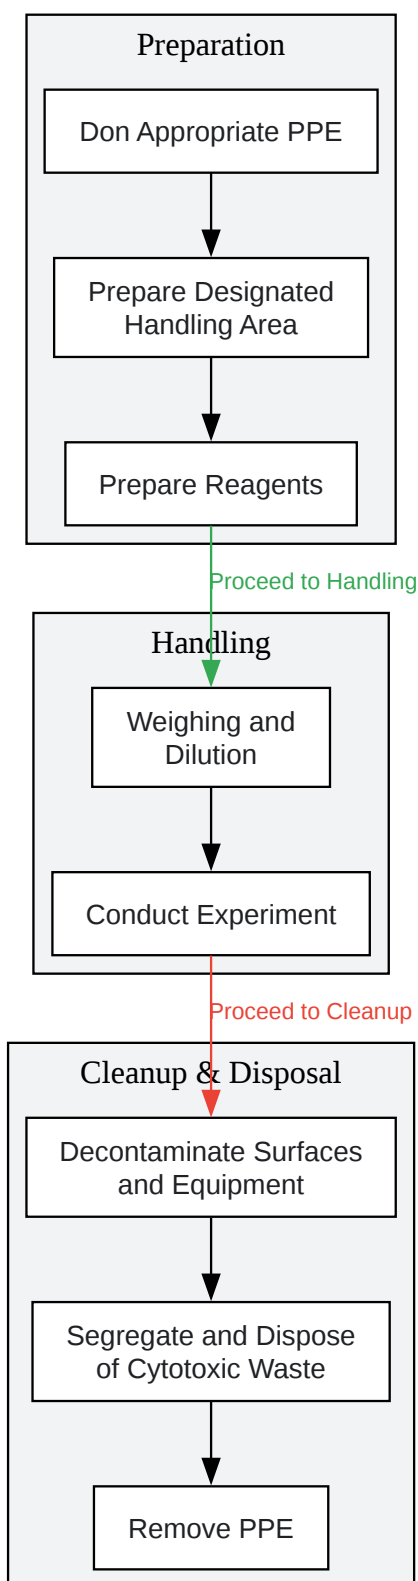 Preparation
Don Appropriate PPE
Prepare Designated
Handling Area
Prepare Reagents
Proceed to Handling
Handling
Weighing and
Dilution
Conduct Experiment
Proceed to Cleanup
Cleanup & Disposal
Decontaminate Surfaces
and Equipment
Segregate and Dispose
of Cytotoxic Waste
Remove PPE